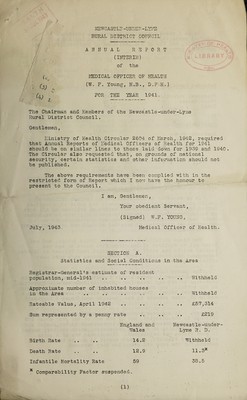 NEWCASTLE-UNDER-LYME
RURAL DISTRICT COUNCIL
ANNUAL REPORT
(INTERIM)
of the
MEDICAL OFFICER OF HEALTH
(W. F. Young, M.B., D.P.H.)
FOR THE YEAR 1941.
The Chairman and Members of the Newcastle-under-Lyme
Rural District Council.
Gentlemen,
Ministry of Health Circular 2604 of March, 1942, required
that Annual Reports of Medical Officers of Health for 1941
should be on similar lines to those laid down for 1939 and 1940.
The Circular also requested that, on grounds of national
security, certain statistics and other information should not
be published.
The above requirements have been complied with in the
restricted form of Report which I now have the honour to
present to the Council.
I am, Gentlemen,
Your obedient Servant,
(Signed) W.F. YOUNG,
July, 1942. Medical Officer of Health.
SECTION A.
Statistics and Social Conditions in the Area
Registrar-General's estimate of resident
population, mid-1941 .. .. .. .. Withheld
Approximate number of inhabited houses
in the Area .. .. .. .. .. Withheld
Rateable Value, April 1942 .. .. ..
Sum represented by a penny rate .. ..
England and Newcastle-under-
Wales Lyme R. D.
Birth Rate .. .. 14.2 Withheld
Death Rate .. .. 12.9 11.3*
Infantile Mortality Rate 59
* Comparability Factor suspended.
(1)